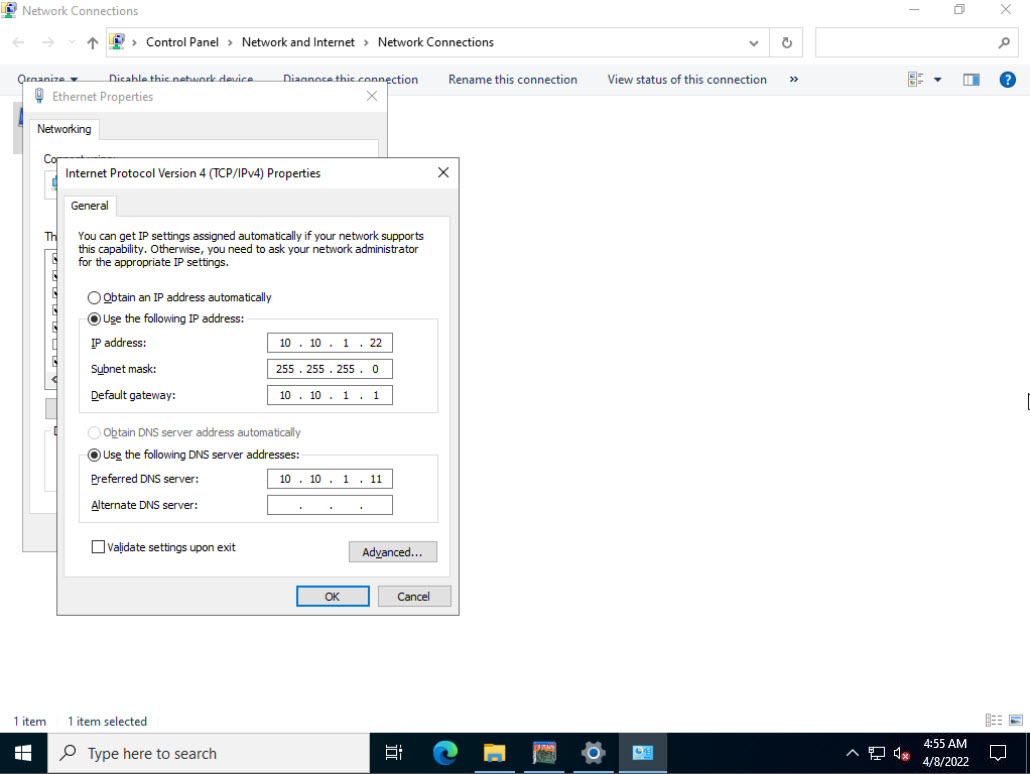 Network Connections
Control Panel > Network and Internet > Network Connections
Organize Disable this network device Diagnose this connection Rename this connection View status of this connection »
Ethernet Properties
Networking
Internet Protocol Version 4 (TCP/IPv4) Properties
General
You can get IP settings assigned automatically if your network supports
this capability. Otherwise, you need to ask your network administrator
for the appropriate IP settings.
Obtain an IP address automatically
Use the following IP address:
IP address: 10 . 10 . 1 . 22
Subnet mask: 255 . 255 . 255 . 0
Default gateway: 10 . 10 . 1 . 1
Obtain DNS server address automatically
Use the following DNS server addresses:
Preferred DNS server: 10 . 10 . 1 . 11
Alternate DNS server: . . .
Validate settings upon exit
Advanced...
OK Cancel
1 item 1 item selected
Type here to search
4:55 AM
4/8/2022